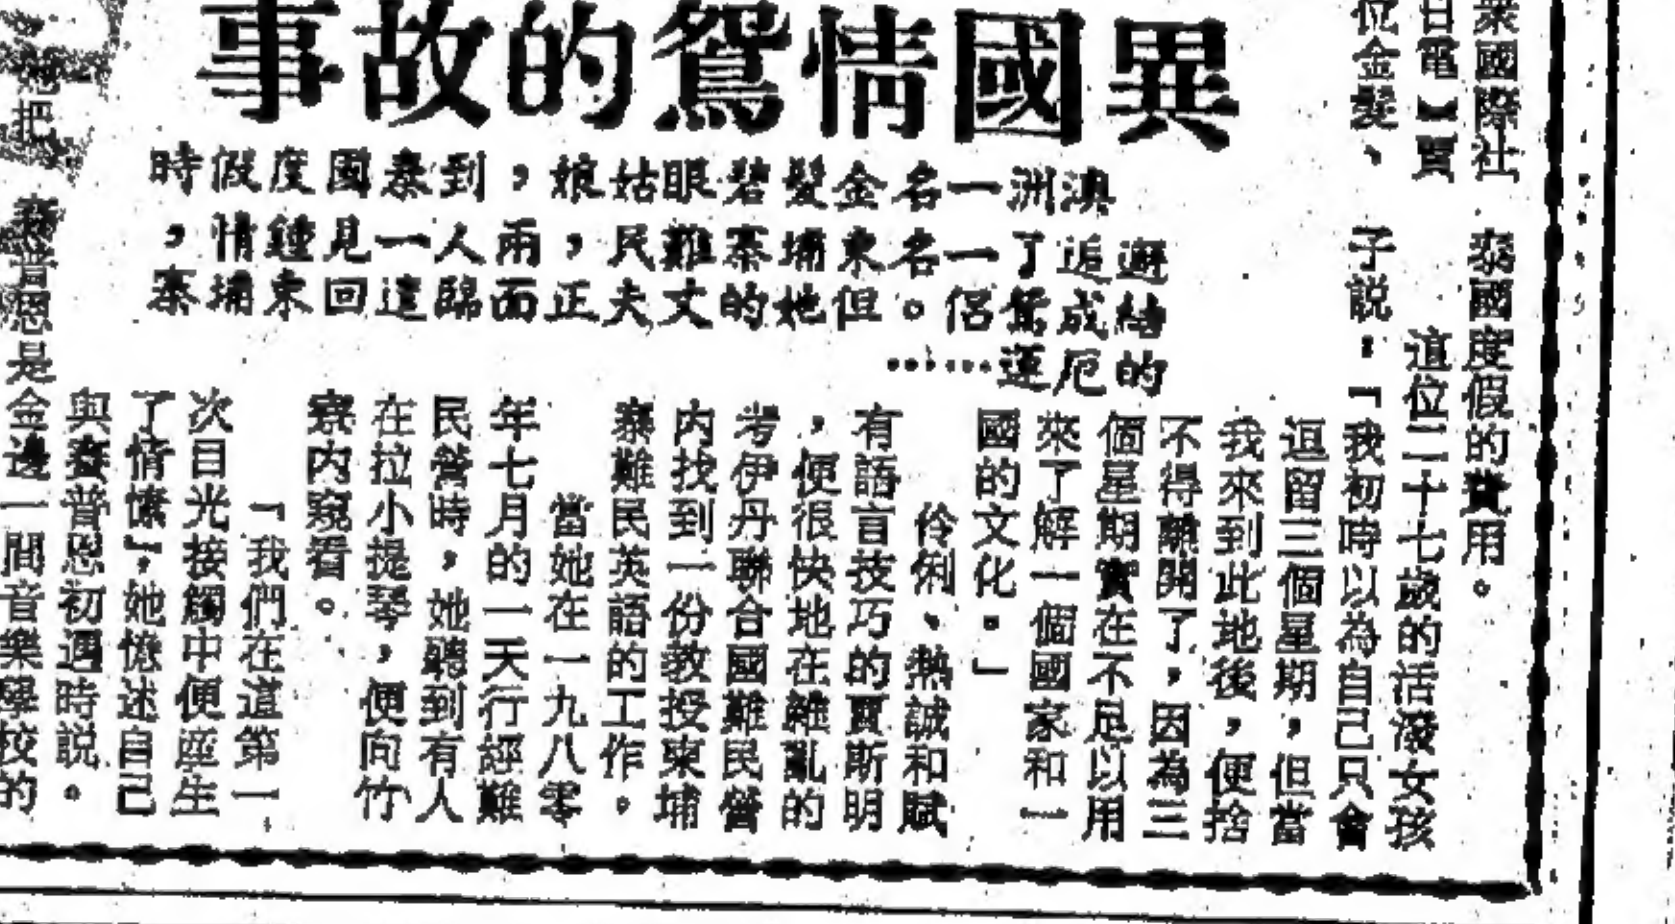 異國情鴛的故事
澳洲一名金髮碧眼姑娘，到泰國度假時
邂逅了一名柬埔寨難民，兩人一見鍾情，
結成鴛侶。但她的丈夫正面臨遣回柬埔寨
的厄運……
衆國際社
日電】賈
金髮、
泰國度假的費用。
這位二十七歲的活潑女孩
子説，「我初時以為自己只會
逗留三個星期，但當
我來到此地後，便捨
不得離開了，因為三
個星期實在不足以用
來了解一個國家和一
國的文化。」
伶俐、熱誠和賦
有語言技巧的賈斯明
，便很快地在雜亂的
考伊丹聯合國難民營
內找到一份教授柬埔
寨難民英語的工作。
當她在一九八零
年七月的一天行經難
民營時，她聽到有人
在拉小提琴，便向竹
寮內窺看。
「我們在這第一
次目光接觸中便產生
了情愫」，她憶述自己
與賽普恩初遇時説。
賽普恩是金邊一間音樂學校的
她把